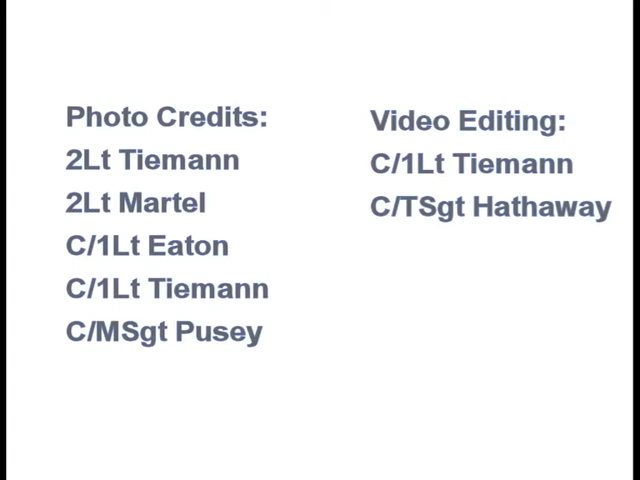 Photo Credits:
2Lt Tiemann
2Lt Martel
C/1Lt Eaton
C/1Lt Tiemann
C/MSgt Pusey
Video Editing:
C/1Lt Tiemann
C/TSgt Hathaway